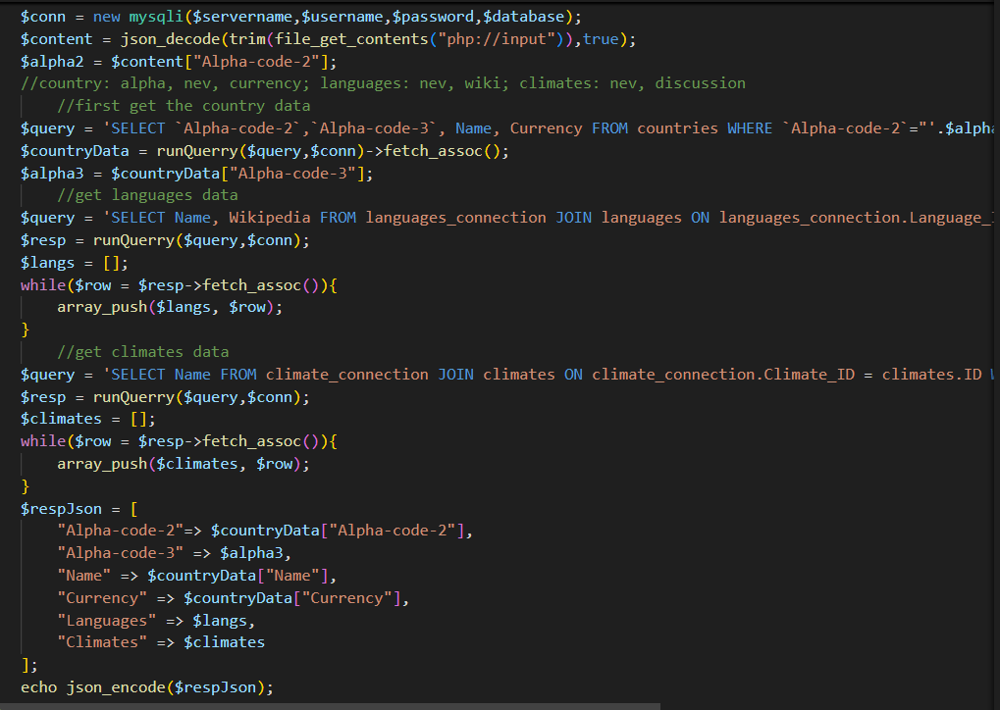 $conn = new mysqli($servername,$username,$password,$database);
$content = json_decode(trim(file_get_contents("php://input")),true);
$alpha2 = $content["Alpha-code-2"];
//country: alpha, nev, currency; languages: nev, wiki; climates: nev, discussion
//first get the country data
$query = 'SELECT `Alpha-code-2`,`Alpha-code-3`, Name, Currency FROM countries WHERE `Alpha-code-2`="'.$alpha
$countryData = runQuerry($query,$conn)->fetch_assoc();
$alpha3 = $countryData["Alpha-code-3"];
//get languages data
$query = 'SELECT Name, Wikipedia FROM languages_connection JOIN languages ON languages_connection.Language_
$resp = runQuerry($query,$conn);
$langs = [];
while($row = $resp->fetch_assoc()){
array_push($langs, $row);
}
//get climates data
$query = 'SELECT Name FROM climate_connection JOIN climates ON climate_connection.Climate_ID = climates.ID
$resp = runQuerry($query,$conn);
$climates = [];
while($row = $resp->fetch_assoc()){
array_push($climates, $row);
}
$respJson = [
"Alpha-code-2"=> $countryData["Alpha-code-2"],
"Alpha-code-3" => $alpha3,
"Name" => $countryData["Name"],
"Currency" => $countryData["Currency"],
"Languages" => $langs,
"Climates" => $climates
];
echo json_encode($respJson);